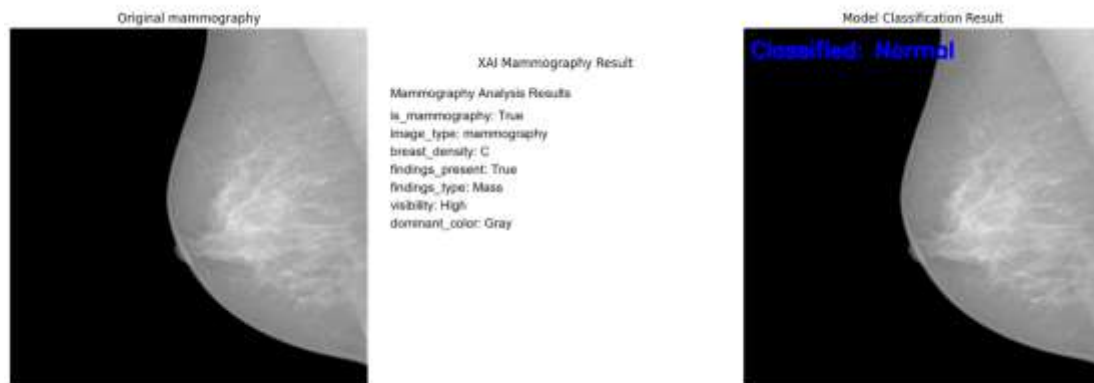 Original mammography
XAI Mammography Result
Mammography Analysis Results
is_mammography: True
image_type: mammography
breast_density: C
findings_present: True
findings_type: Mass
visibility: High
dominant_color: Gray
Model Classification Result
Classified: Normal